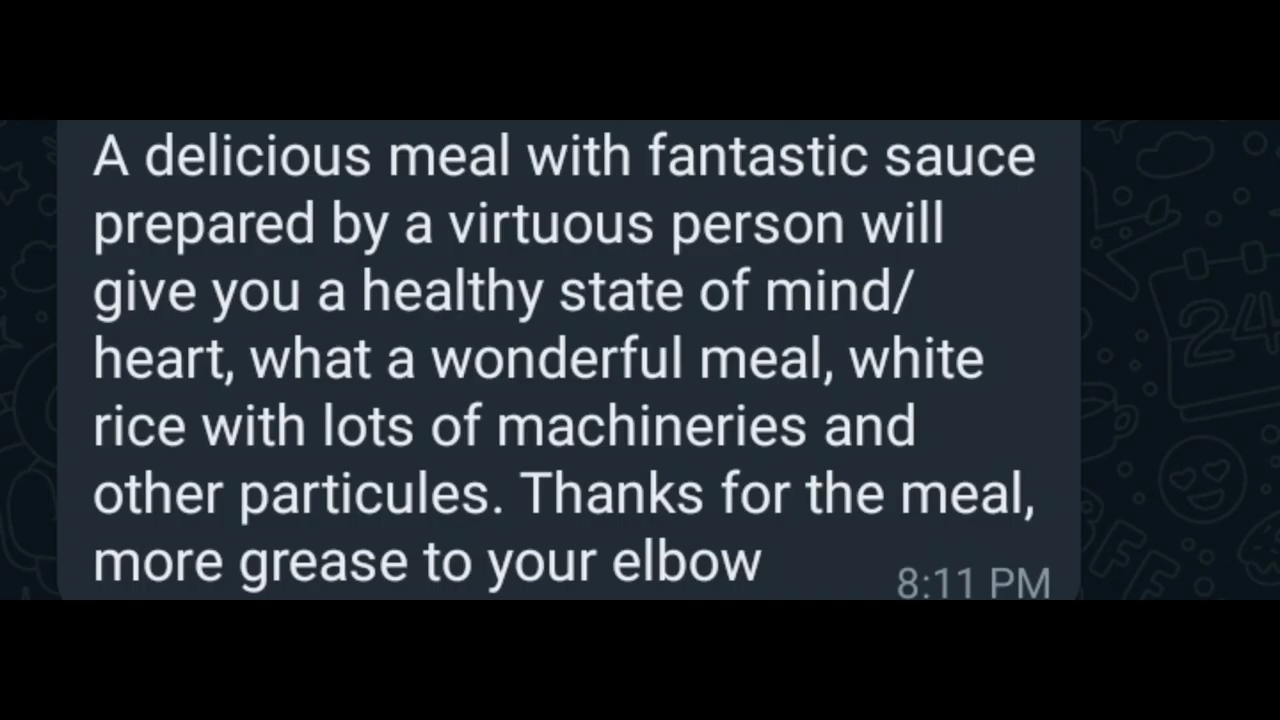 A delicious meal with fantastic sauce
prepared by a virtuous person will
give you a healthy state of mind/
heart, what a wonderful meal, white
rice with lots of machineries and
other particules. Thanks for the meal,
more grease to your elbow
8:11 PM
24
BFF